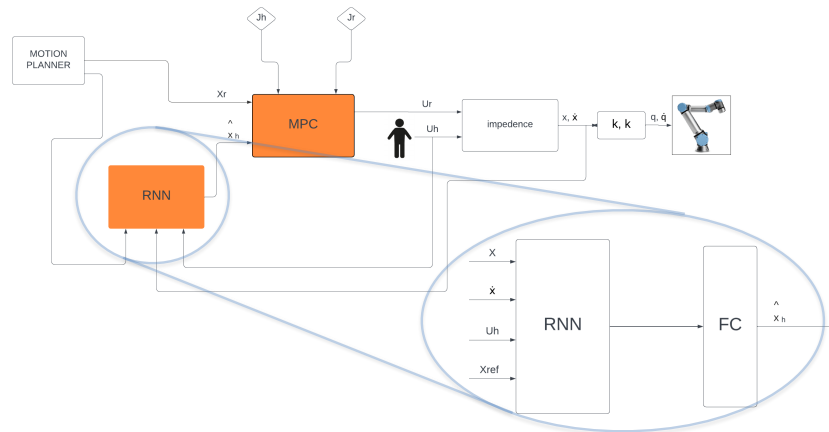 Jh
Jr
MOTION
PLANNER
Xr
MPC
Ur
^
x h
Uh
impedence
x, ẋ
k, k
q, q̇
RNN
X
ẋ
Uh
Xref
RNN
FC
^
x h